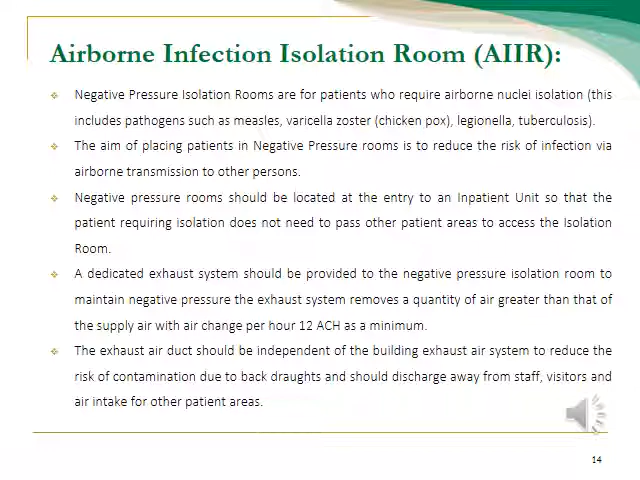 Airborne Infection Isolation Room (AIIR):
Negative Pressure Isolation Rooms are for patients who require airborne nuclei isolation (this
includes pathogens such as measles, varicella zoster (chicken pox), legionella, tuberculosis).
The aim of placing patients in Negative Pressure rooms is to reduce the risk of infection via
airborne transmission to other persons.
Negative pressure rooms should be located at the entry to an Inpatient Unit so that the
patient requiring isolation does not need to pass other patient areas to access the Isolation
Room.
A dedicated exhaust system should be provided to the negative pressure isolation room to
maintain negative pressure the exhaust system removes a quantity of air greater than that of
the supply air with air change per hour 12 ACH as a minimum.
The exhaust air duct should be independent of the building exhaust air system to reduce the
risk of contamination due to back draughts and should discharge away from staff, visitors and
air intake for other patient areas.
14